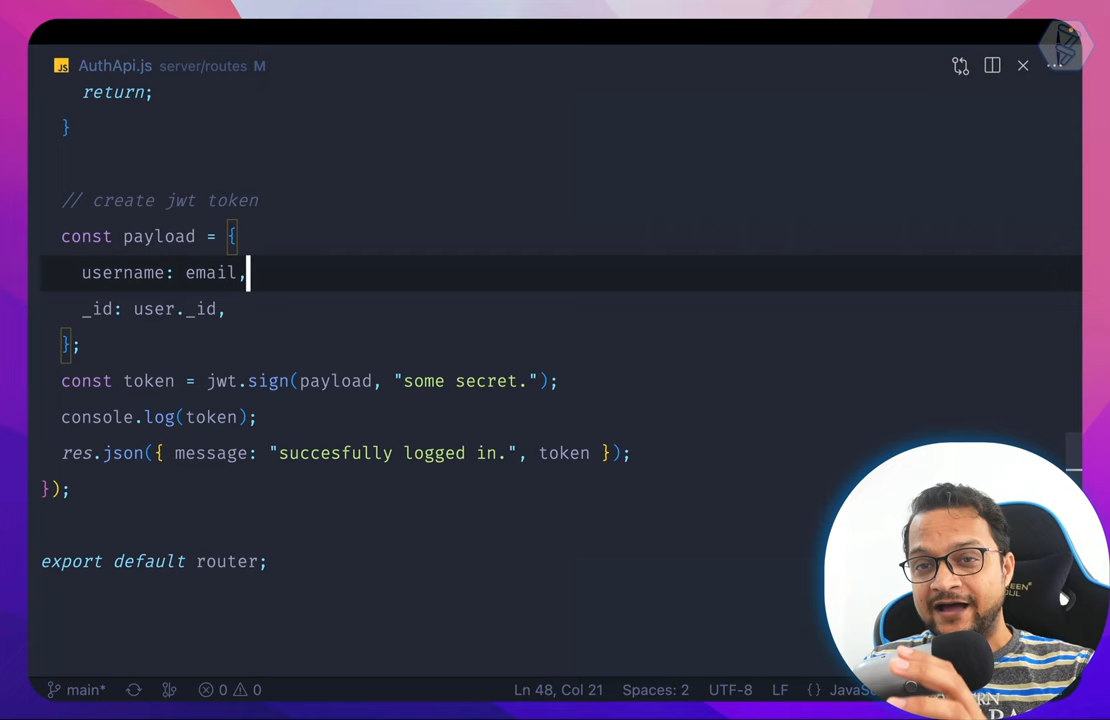 JS AuthApi.js server/routes M
return;
}
// create jwt token
const payload = {
username: email,
_id: user._id,
};
const token = jwt.sign(payload, "some secret.");
console.log(token);
res.json({ message: "succesfully logged in.", token });
});
export default router;
main* 0 0 Ln 48, Col 21 Spaces: 2 UTF-8 LF {}